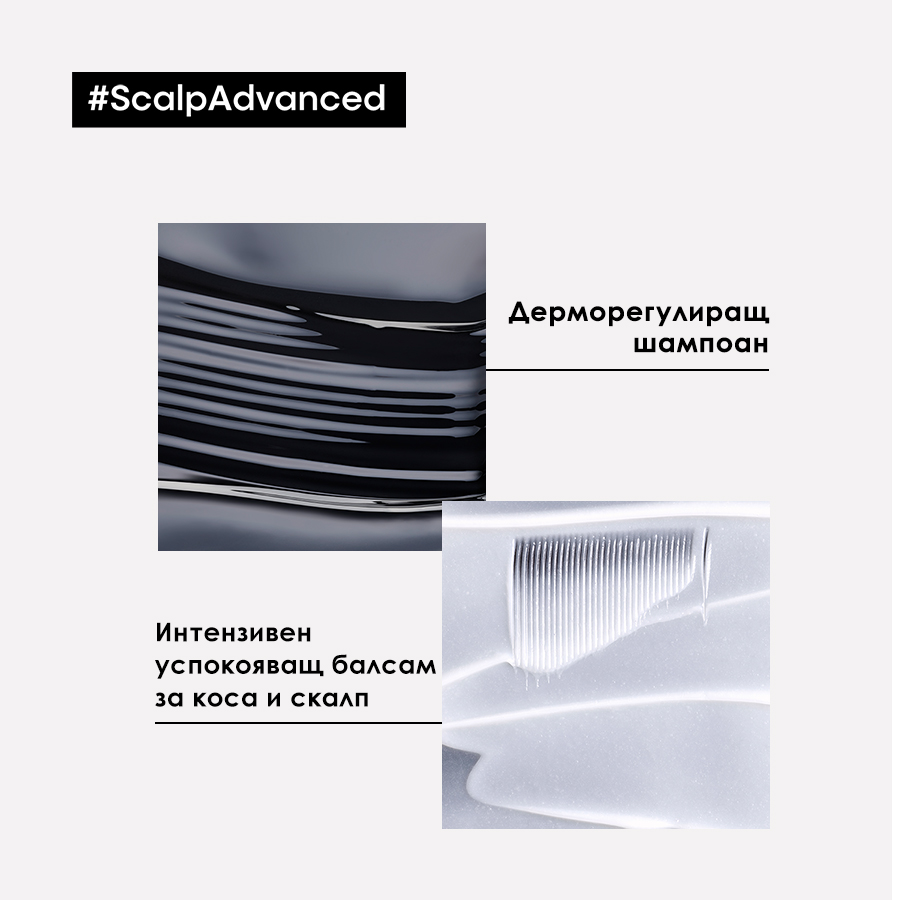 #ScalpAdvanced
Дерморегулиращ
шампоан
Интензивен
успокояващ балсам
за коса и скалп